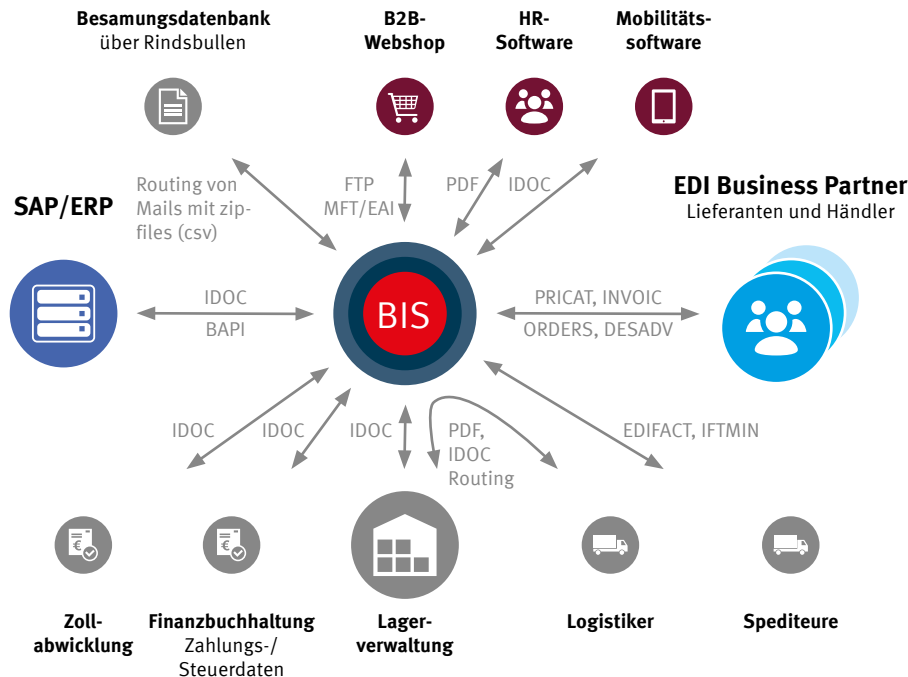 Besamungsdatenbank
über Rindsbullen
B2B-
Webshop
HR-
Software
Mobilitäts-
software
Routing von
Mails mit zip-
files (csv)
FTP
MFT/EAI
PDF
IDOC
SAP/ERP
EDI Business Partner
Lieferanten und Händler
IDOC
BAPI
BIS
PRICAT, INVOIC
ORDERS, DESADV
IDOC
IDOC
IDOC
PDF,
IDOC
Routing
EDIFACT, IFTMIN
€
€
Zoll-
abwicklung
Finanzbuchhaltung
Zahlungs-/
Steuerdaten
Lager-
verwaltung
Logistiker
Spediteure